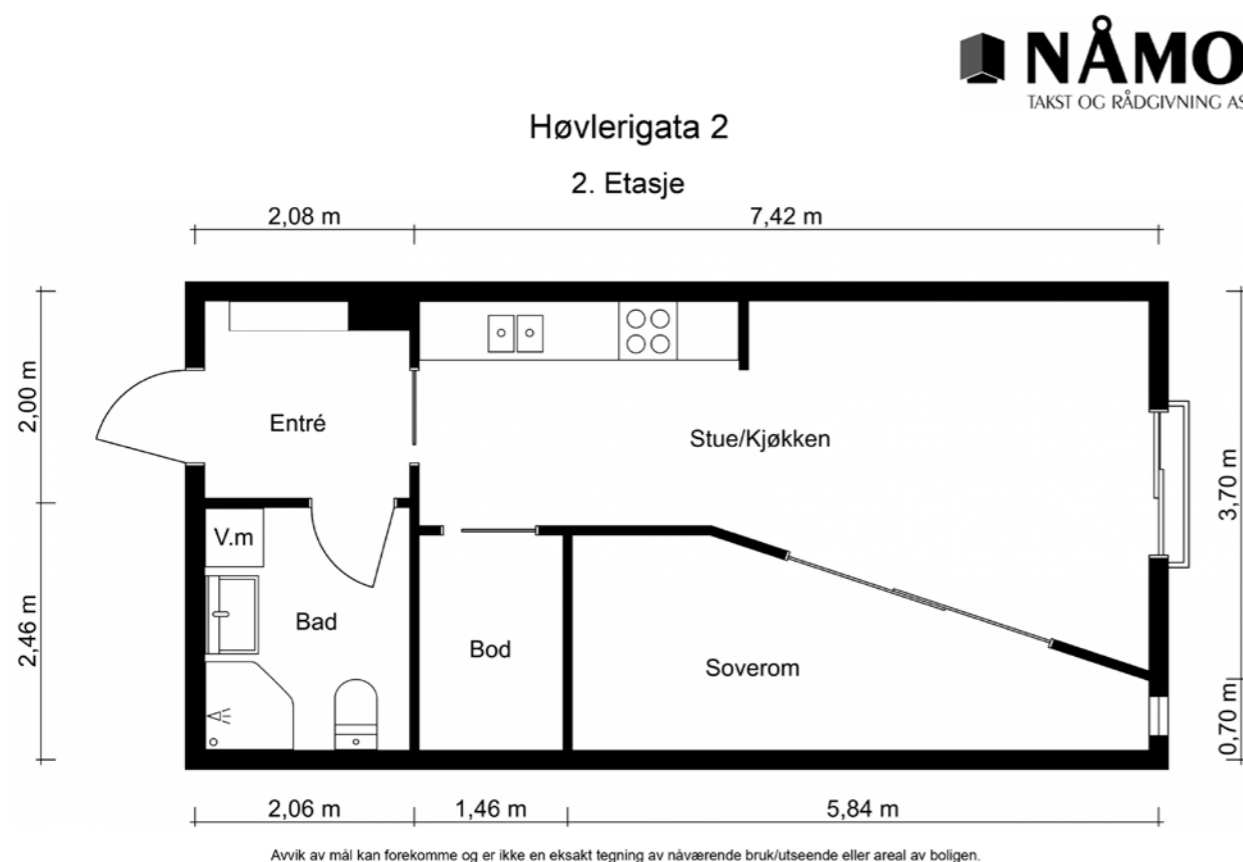 NÅMO
TAKST OG RÅDGIVNING AS
Høvlerigata 2
2. Etasje
2,08 m
7,42 m
2,00 m
Entré
Stue/Kjøkken
3,70 m
V.m
2,46 m
Bad
Bod
Soverom
0,70 m
2,06 m
1,46 m
5,84 m
Avvik av mål kan forekomme og er ikke en eksakt tegning av nåværende bruk/utseende eller areal av boligen.